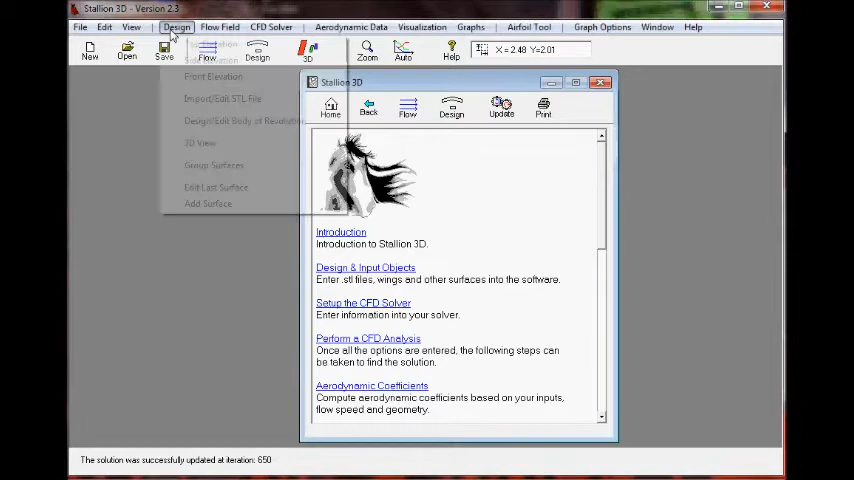 Stallion 3D - Version 2.3
File Edit View Design Flow Field CFD Solver Aerodynamic Data Visualization Graphs Airfoil Tool Graph Options Window Help
New Open Save Flow Design 3D Zoom Auto Help X = 2.48 Y=2.01
Side Elevation
Front Elevation
Import/Edit STL File
Design/Edit Body of Revolution
3D View
Group Surfaces
Edit Last Surface
Add Surface
Stallion 3D
Home Back Flow Design Update Print
Introduction
Introduction to Stallion 3D.
Design & Input Objects
Enter .stl files, wings and other surfaces into the software.
Setup the CFD Solver
Enter information into your solver.
Perform a CFD Analysis
Once all the options are entered, the following steps can
be taken to find the solution.
Aerodynamic Coefficients
Compute aerodynamic coefficients based on your inputs,
flow speed and geometry.
The solution was successfully updated at iteration: 650